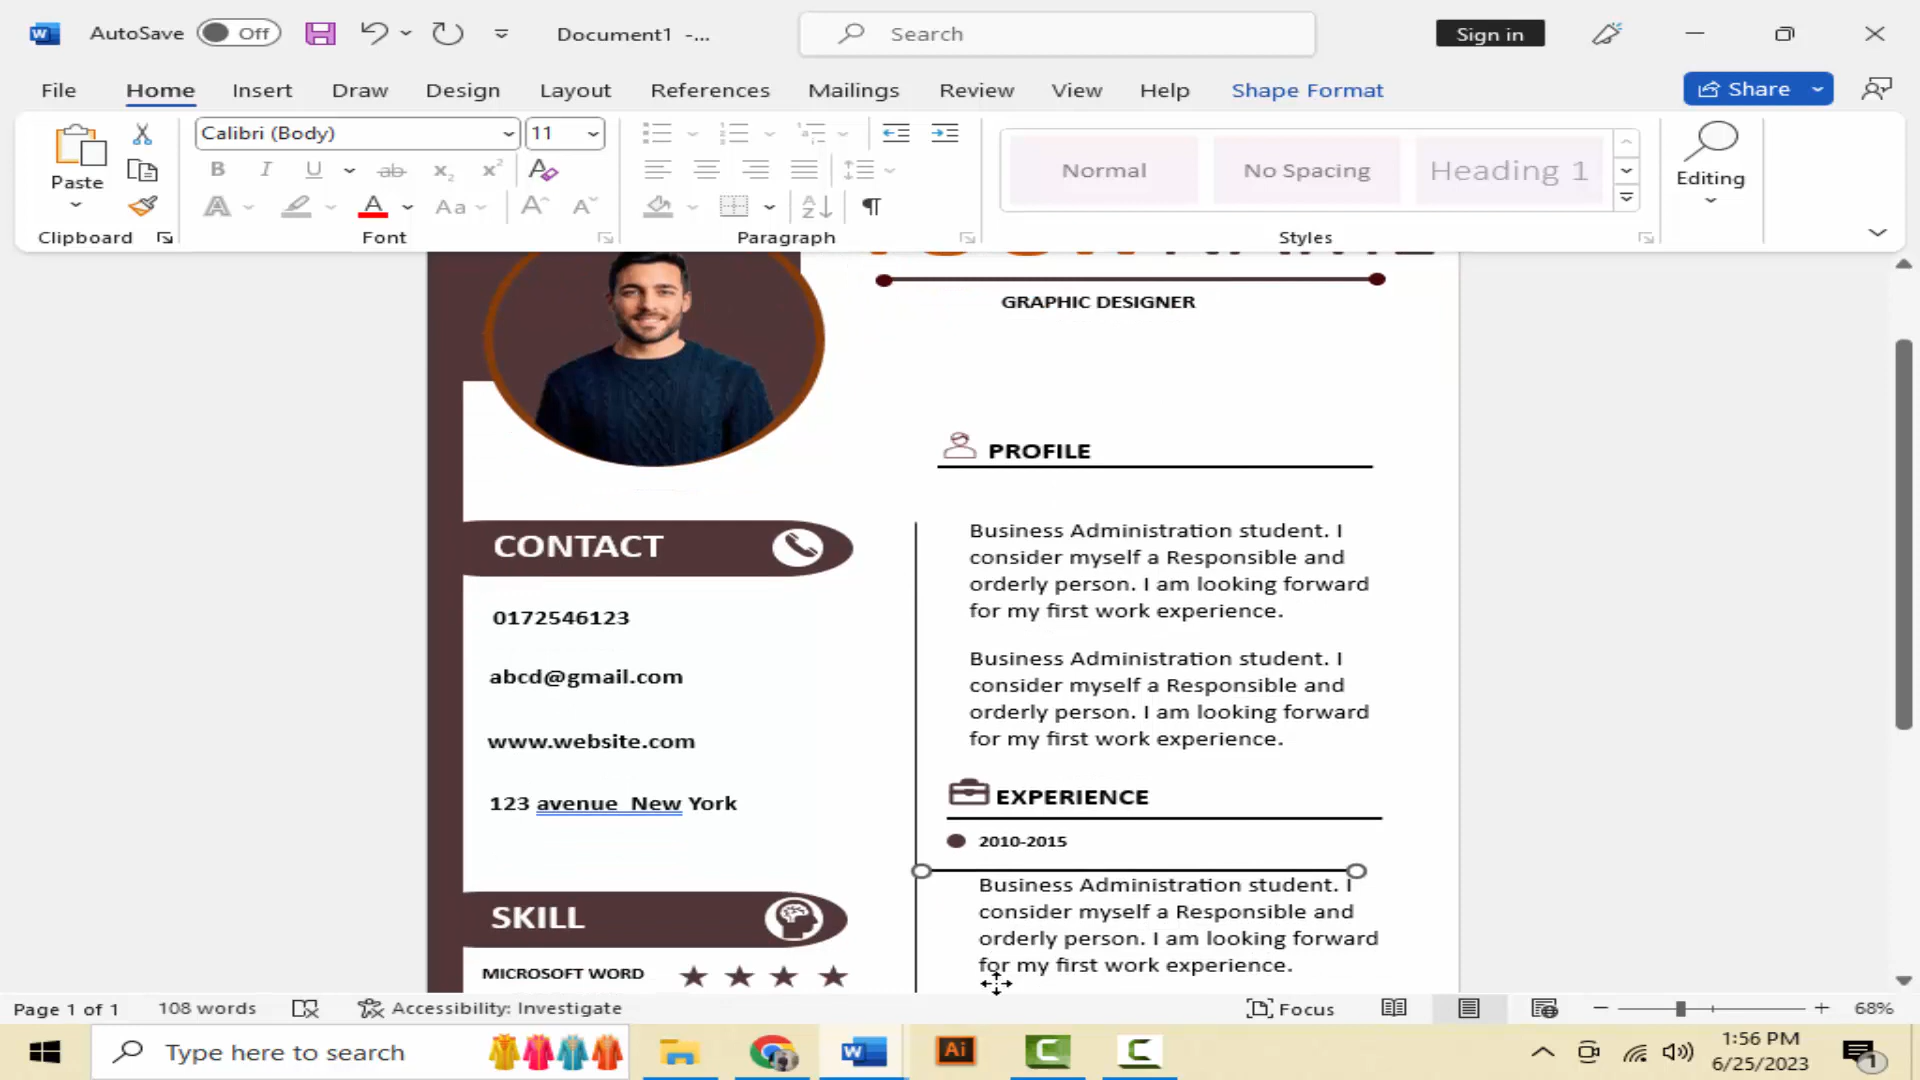 AutoSave Off Document1 -... Search Sign in
File Home Insert Draw Design Layout References Mailings Review View Help Shape Format Share
Paste
Clipboard
Calibri (Body) 11
B I U ab x₂ x² A
A A Aa A A
Font
A Z ¶
Paragraph
Normal No Spacing Heading 1
Styles
Editing
GRAPHIC DESIGNER
PROFILE
Business Administration student. I
consider myself a Responsible and
orderly person. I am looking forward
for my first work experience.
Business Administration student. I
consider myself a Responsible and
orderly person. I am looking forward
for my first work experience.
EXPERIENCE
2010-2015
Business Administration student. I
consider myself a Responsible and
orderly person. I am looking forward
for my first work experience.
CONTACT
0172546123
abcd@gmail.com
www.website.com
123 avenue New York
SKILL
MICROSOFT WORD
Page 1 of 1 108 words Accessibility: Investigate Focus 68%
Type here to search Ai 1:56 PM
6/25/2023 1